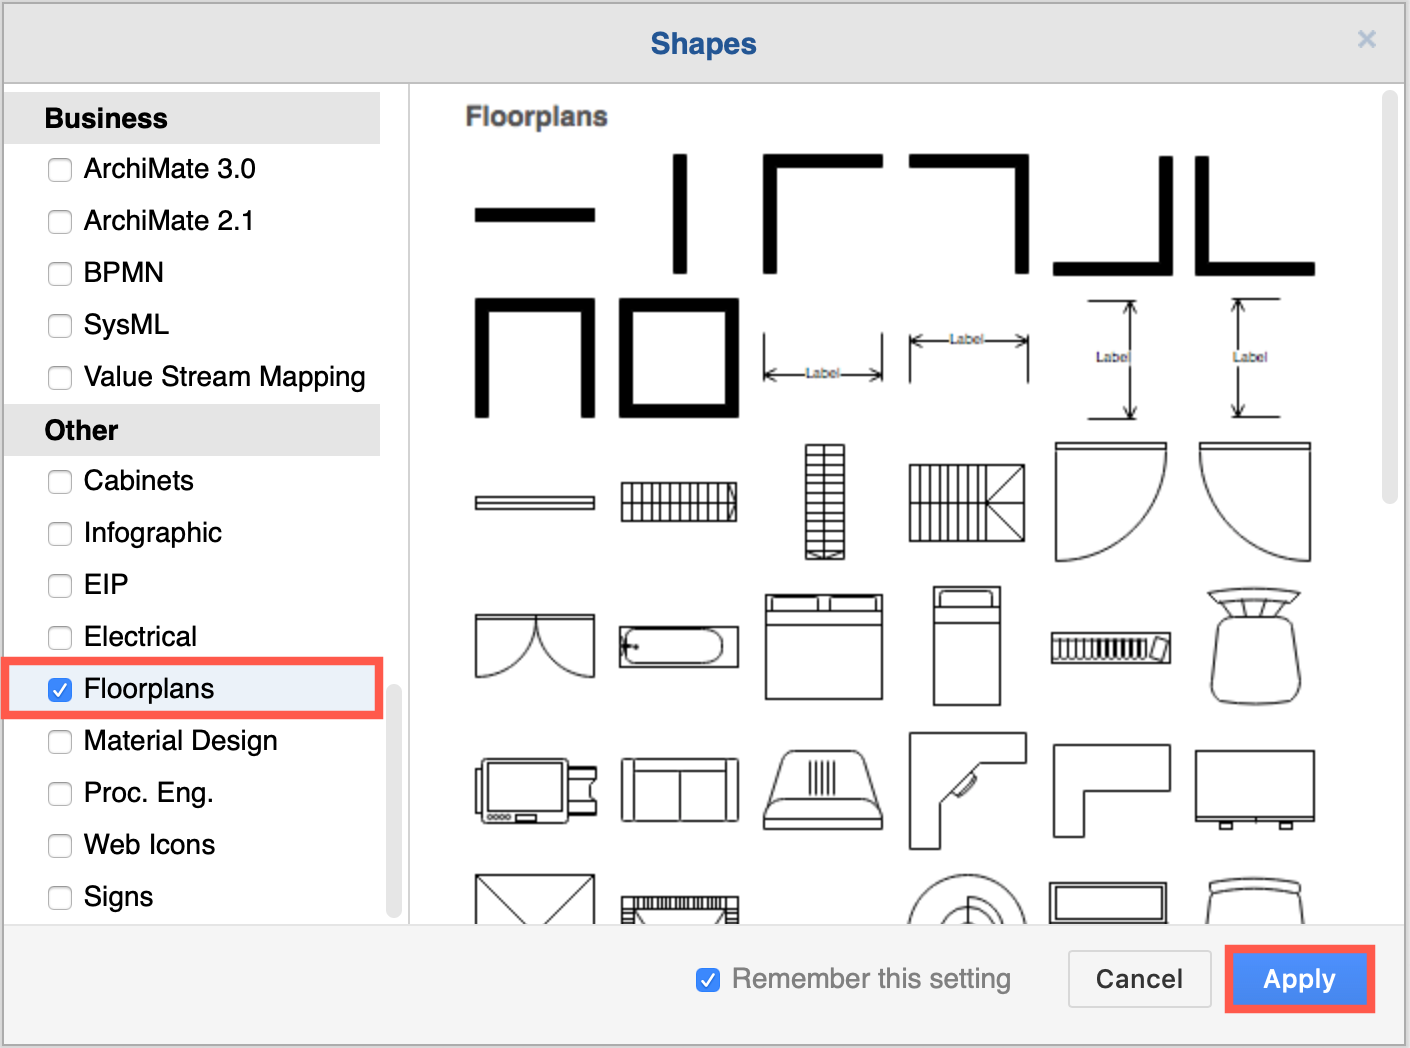 Shapes
Business
ArchiMate 3.0
ArchiMate 2.1
BPMN
SysML
Value Stream Mapping
Other
Cabinets
Infographic
EIP
Electrical
Floorplans
Material Design
Proc. Eng.
Web Icons
Signs
Floorplans
Label
Label
Label
Label
Remember this setting
Cancel
Apply